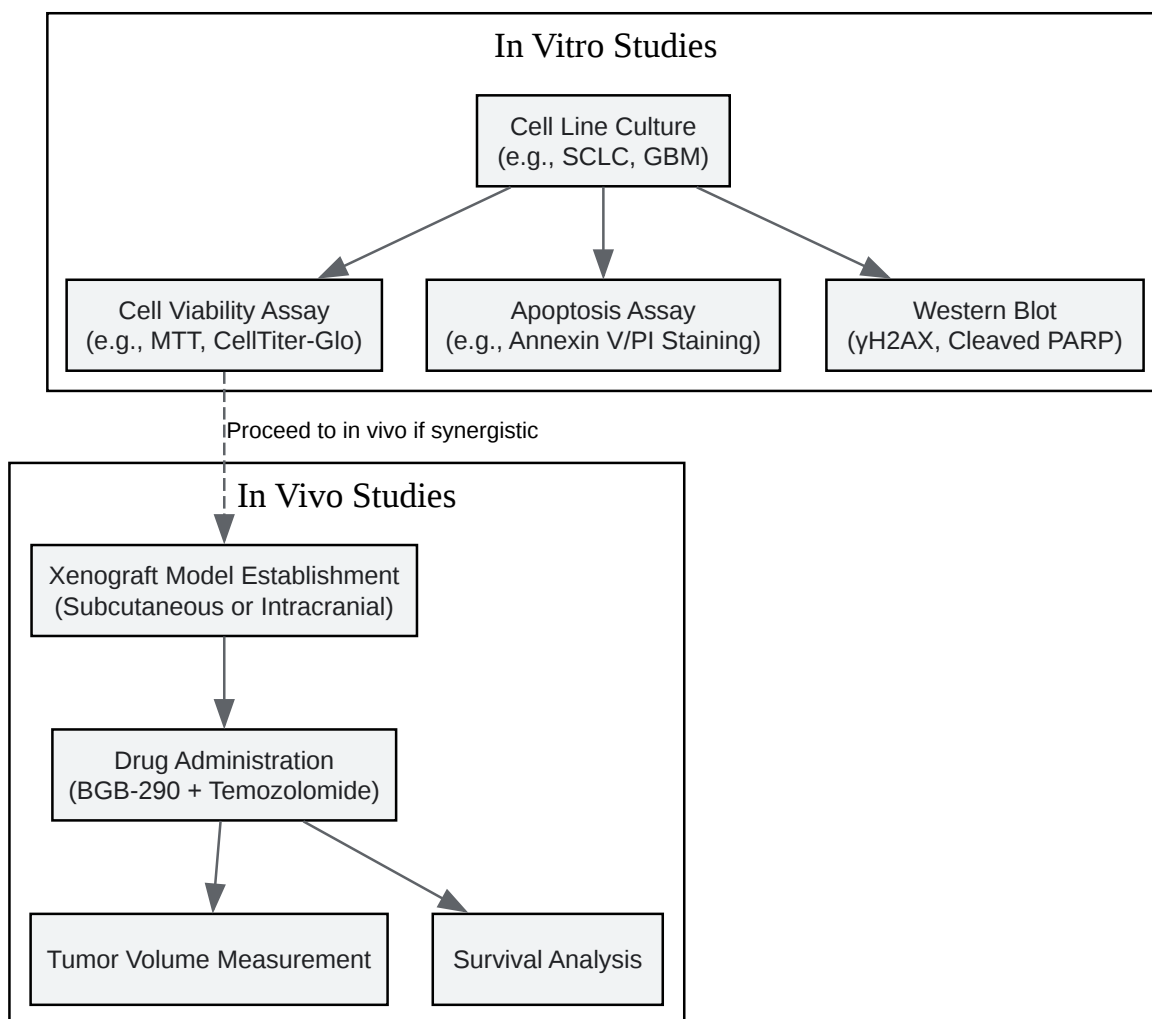 In Vitro Studies
Cell Line Culture
(e.g., SCLC, GBM)
Cell Viability Assay
(e.g., MTT, CellTiter-Glo)
Apoptosis Assay
(e.g., Annexin V/PI Staining)
Western Blot
(γH2AX, Cleaved PARP)
Proceed to in vivo if synergistic
In Vivo Studies
Xenograft Model Establishment
(Subcutaneous or Intracranial)
Drug Administration
(BGB-290 + Temozolomide)
Tumor Volume Measurement
Survival Analysis